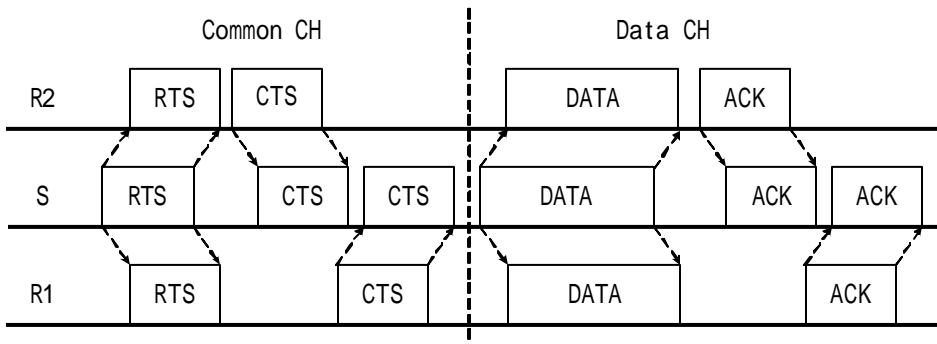 Common CH Data CH
R2 RTS CTS DATA ACK
S RTS CTS CTS DATA ACK ACK
R1 RTS CTS DATA ACK